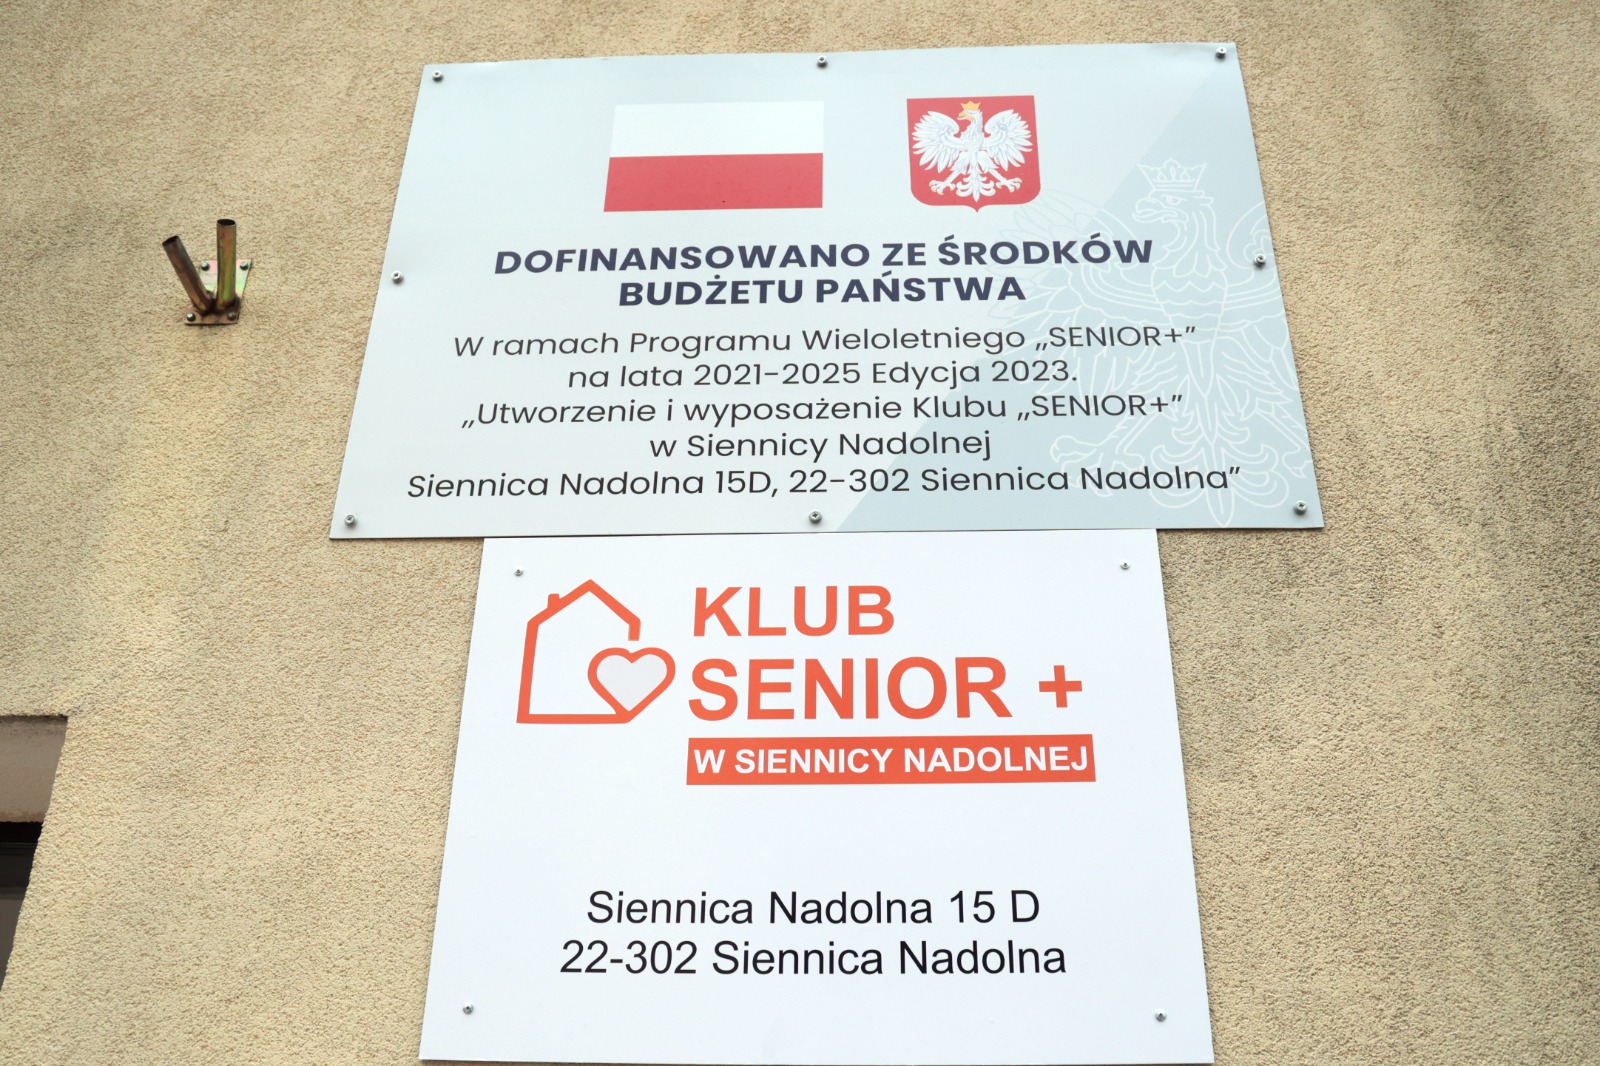 DOFINANSOWANO ZE ŚRODKÓW
BUDŻETU PAŃSTWA
W ramach Programu Wieloletniego „SENIOR+”
na lata 2021-2025 Edycja 2023.
„Utworzenie i wyposażenie Klubu „SENIOR+”
w Siennicy Nadolnej
Siennica Nadolna 15D, 22-302 Siennica Nadolna”
KLUB
SENIOR +
W SIENNICY NADOLNEJ
Siennica Nadolna 15 D
22-302 Siennica Nadolna